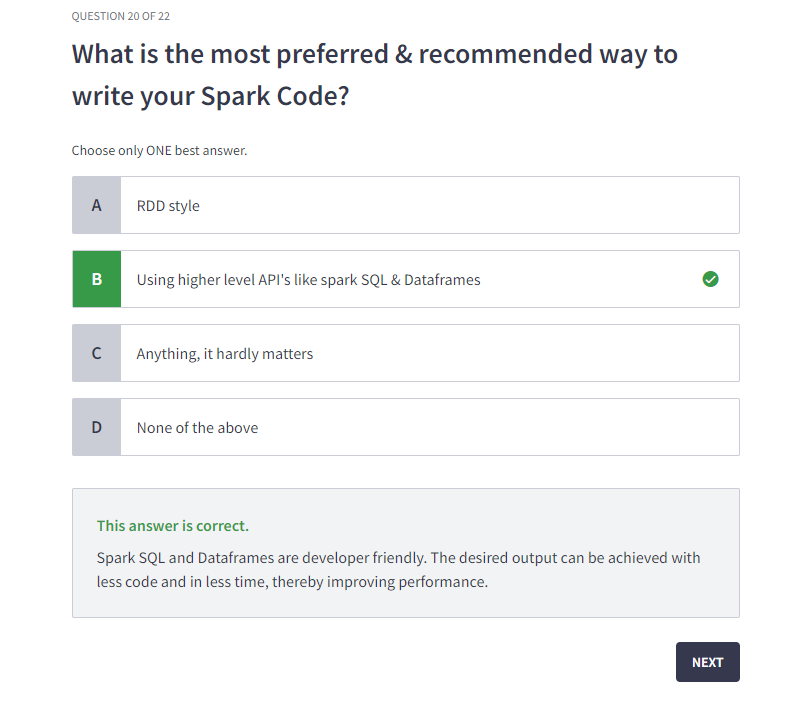 QUESTION 20 OF 22
What is the most preferred & recommended way to
write your Spark Code?
Choose only ONE best answer.
A RDD style
B Using higher level API's like spark SQL & Dataframes
C Anything, it hardly matters
D None of the above
This answer is correct.
Spark SQL and Dataframes are developer friendly. The desired output can be achieved with
less code and in less time, thereby improving performance.
NEXT